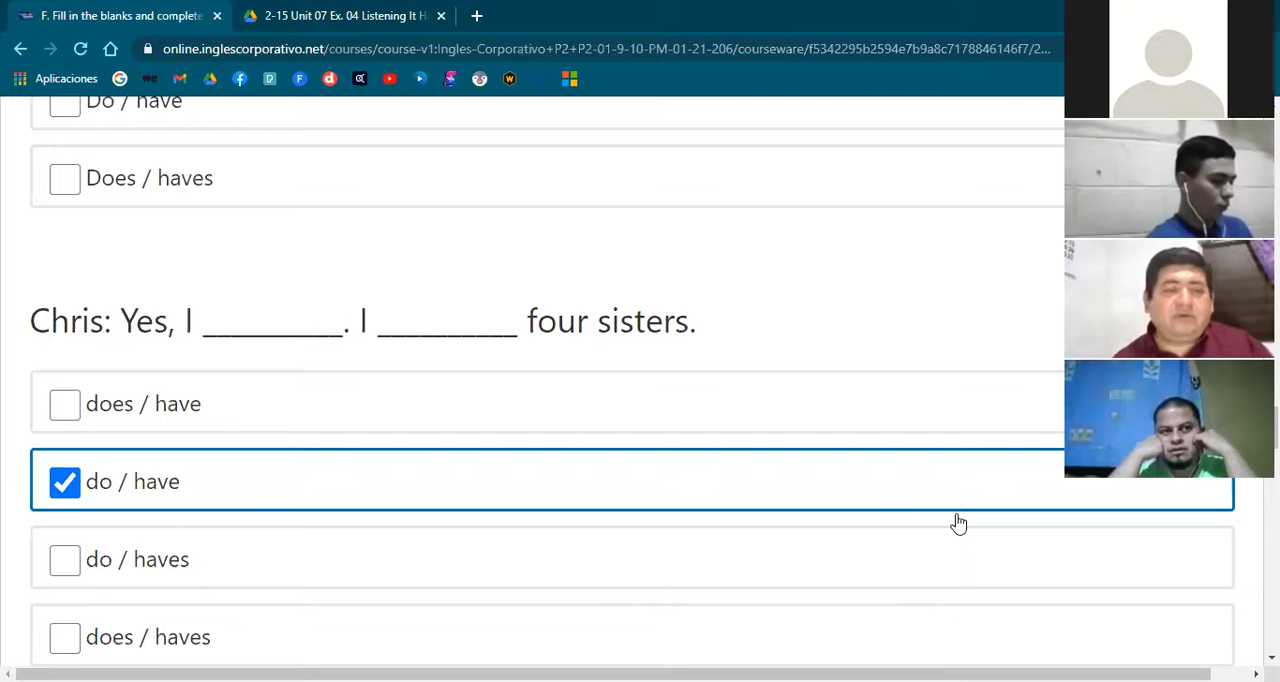 F. Fill in the blanks and complete
2-15 Unit 07 Ex. 04 Listening It H
online.inglescorporativo.net/courses/course-v1:Ingles-Corporativo+P2+P2-01-9-10-PM-01-21-206/courseware/f5342295b2594e7b9a8c7178846146f7/2...
Aplicaciones
Do / have
Does / haves
Chris: Yes, I __________. I __________ four sisters.
does / have
do / have
do / haves
does / haves